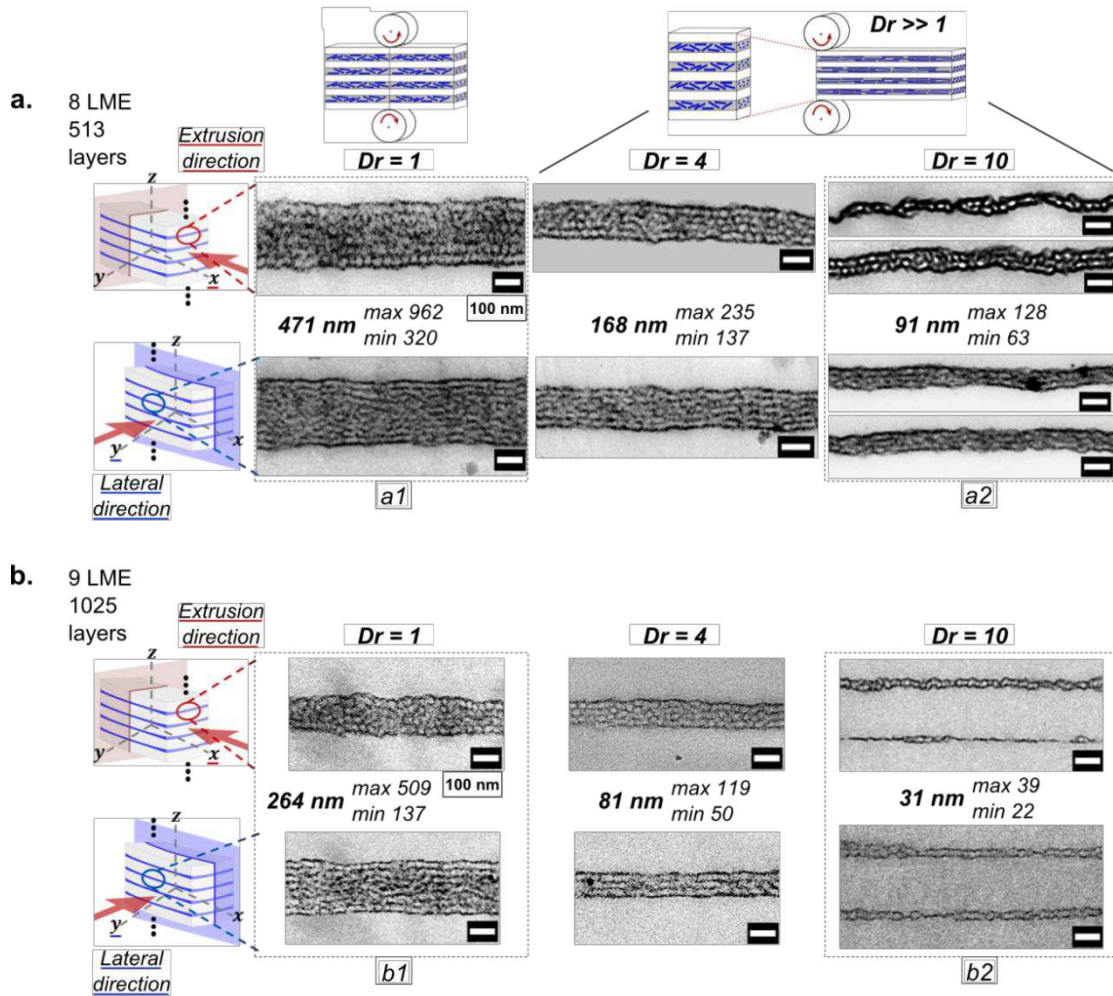 Dr >> 1
a.
8 LME
513
layers
Extrusion
direction
Dr = 1
Dr = 4
Dr = 10
z
y
x
471 nm
max 962
min 320
100 nm
168 nm
max 235
min 137
91 nm
max 128
min 63
z
x
y
Lateral
direction
a1
a2
b.
9 LME
1025
layers
Extrusion
direction
Dr = 1
Dr = 4
Dr = 10
z
y
x
264 nm
max 509
min 137
100 nm
81 nm
max 119
min 50
31 nm
max 39
min 22
z
x
y
Lateral
direction
b1
b2